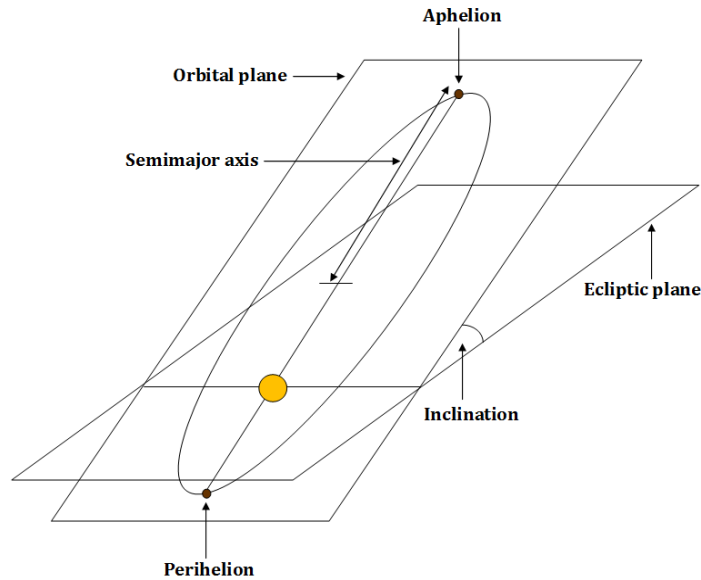 Aphelion
Orbital plane
Semimajor axis
Ecliptic plane
Inclination
Perihelion